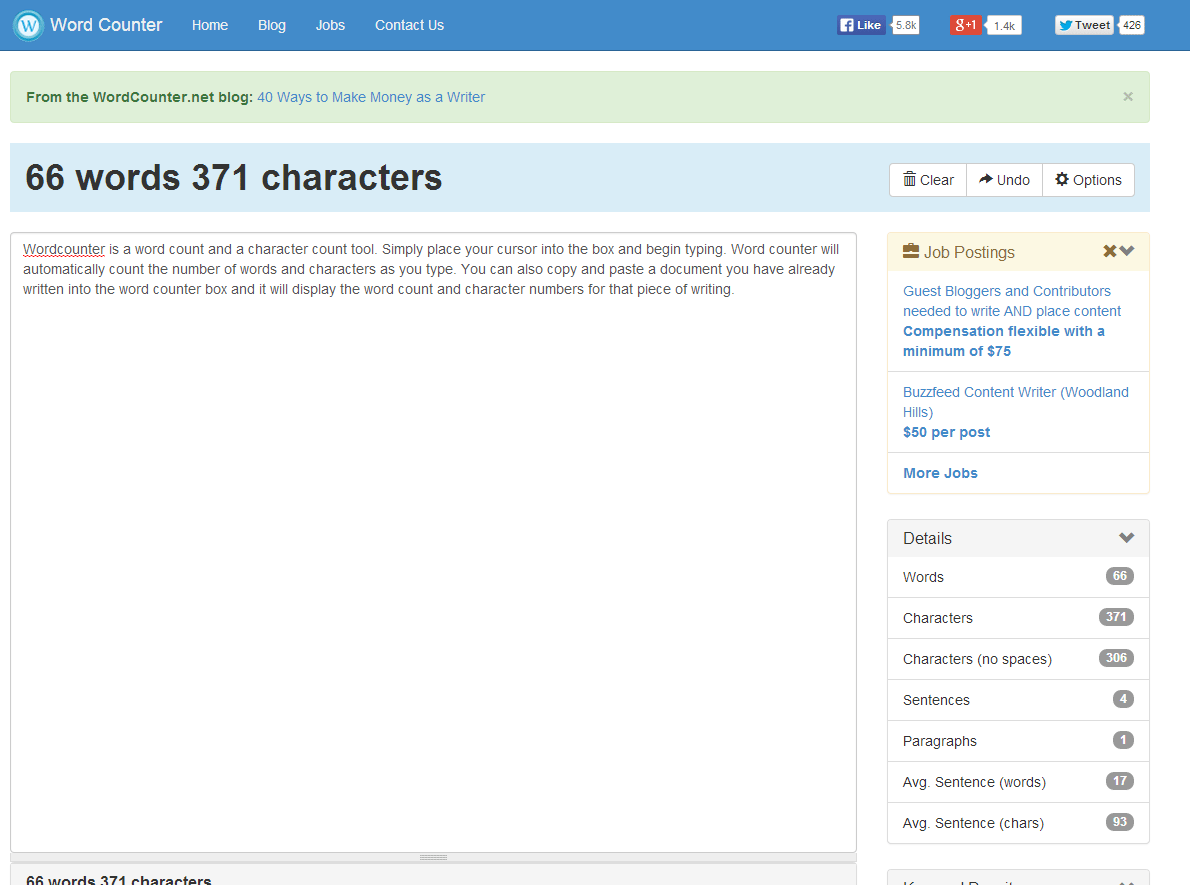 W Word Counter Home Blog Jobs Contact Us Like 5.8k g+1 1.4k Tweet 426
From the WordCounter.net blog: 40 Ways to Make Money as a Writer ×
66 words 371 characters
Clear Undo Options
Wordcounter is a word count and a character count tool. Simply place your cursor into the box and begin typing. Word counter will
automatically count the number of words and characters as you type. You can also copy and paste a document you have already
written into the word counter box and it will display the word count and character numbers for that piece of writing.
Job Postings
Guest Bloggers and Contributors
needed to write AND place content
Compensation flexible with a
minimum of $75
Buzzfeed Content Writer (Woodland
Hills)
$50 per post
More Jobs
Details
Words 66
Characters 371
Characters (no spaces) 306
Sentences 4
Paragraphs 1
Avg. Sentence (words) 17
Avg. Sentence (chars) 93
66 words 371 characters